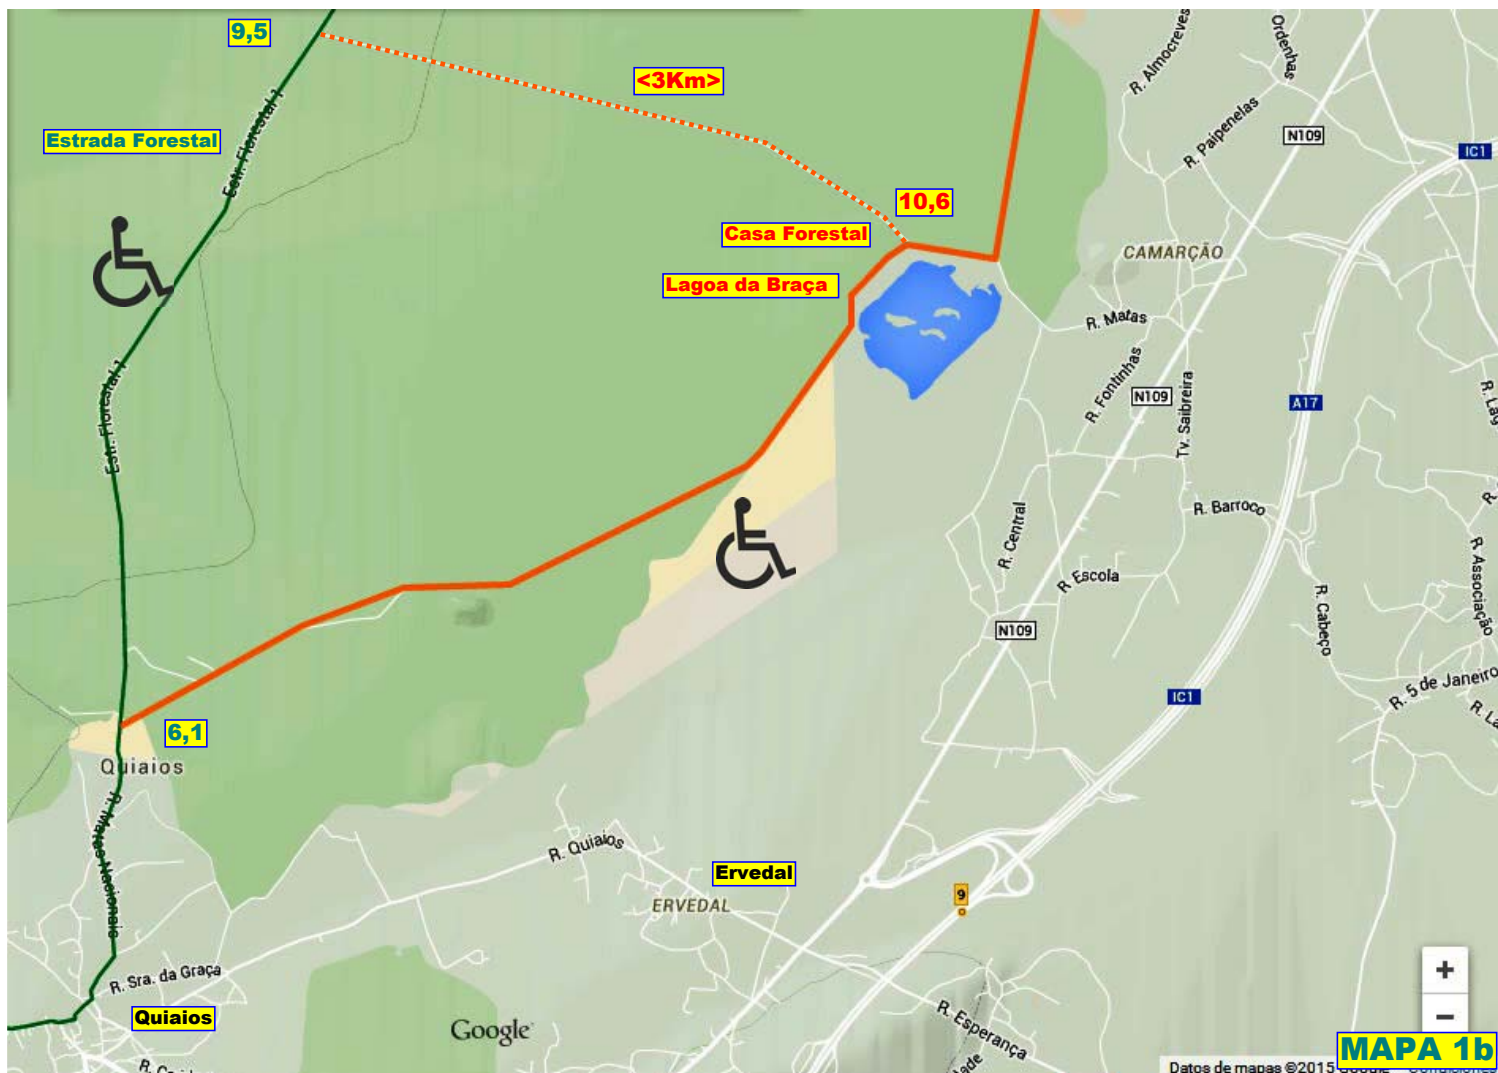 9,5
<3Km>
Estrada Forestal
Estr. Florestal 1
10,6
Casa Forestal
Lagoa da Braça
R. Almocreves
Ordenhas
R. Paipenelas
N109
IC1
CAMARÇÃO
R. Matas
R. Fontinhas
N109
Tv. Saibreira
A17
Estr. Florestal 1
R. Barroco
R. Central
R. Escola
R. Associação
R. Cabeço
N109
R. 5 de Janeiro
IC1
6,1
Quiaios
R. Matas Nacionais
R. Quiaios
Ervedal
ERVEDAL
9
R. Sra. da Graça
Quiaios
Google
R. Esperança
+
−
MAPA 1b
Datos de mapas ©2015